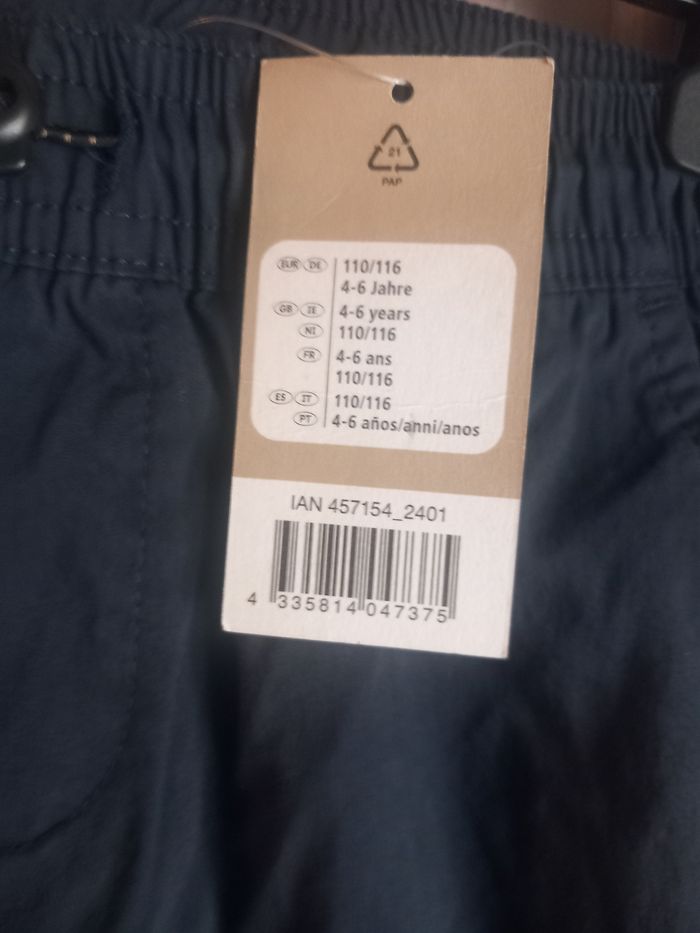 21
PAP
EUR DE 110/116
4-6 Jahre
GB IE 4-6 years
NI 110/116
FR 4-6 ans
110/116
ES IT 110/116
PT 4-6 años/anni/anos
IAN 457154_2401
4 335814 047375